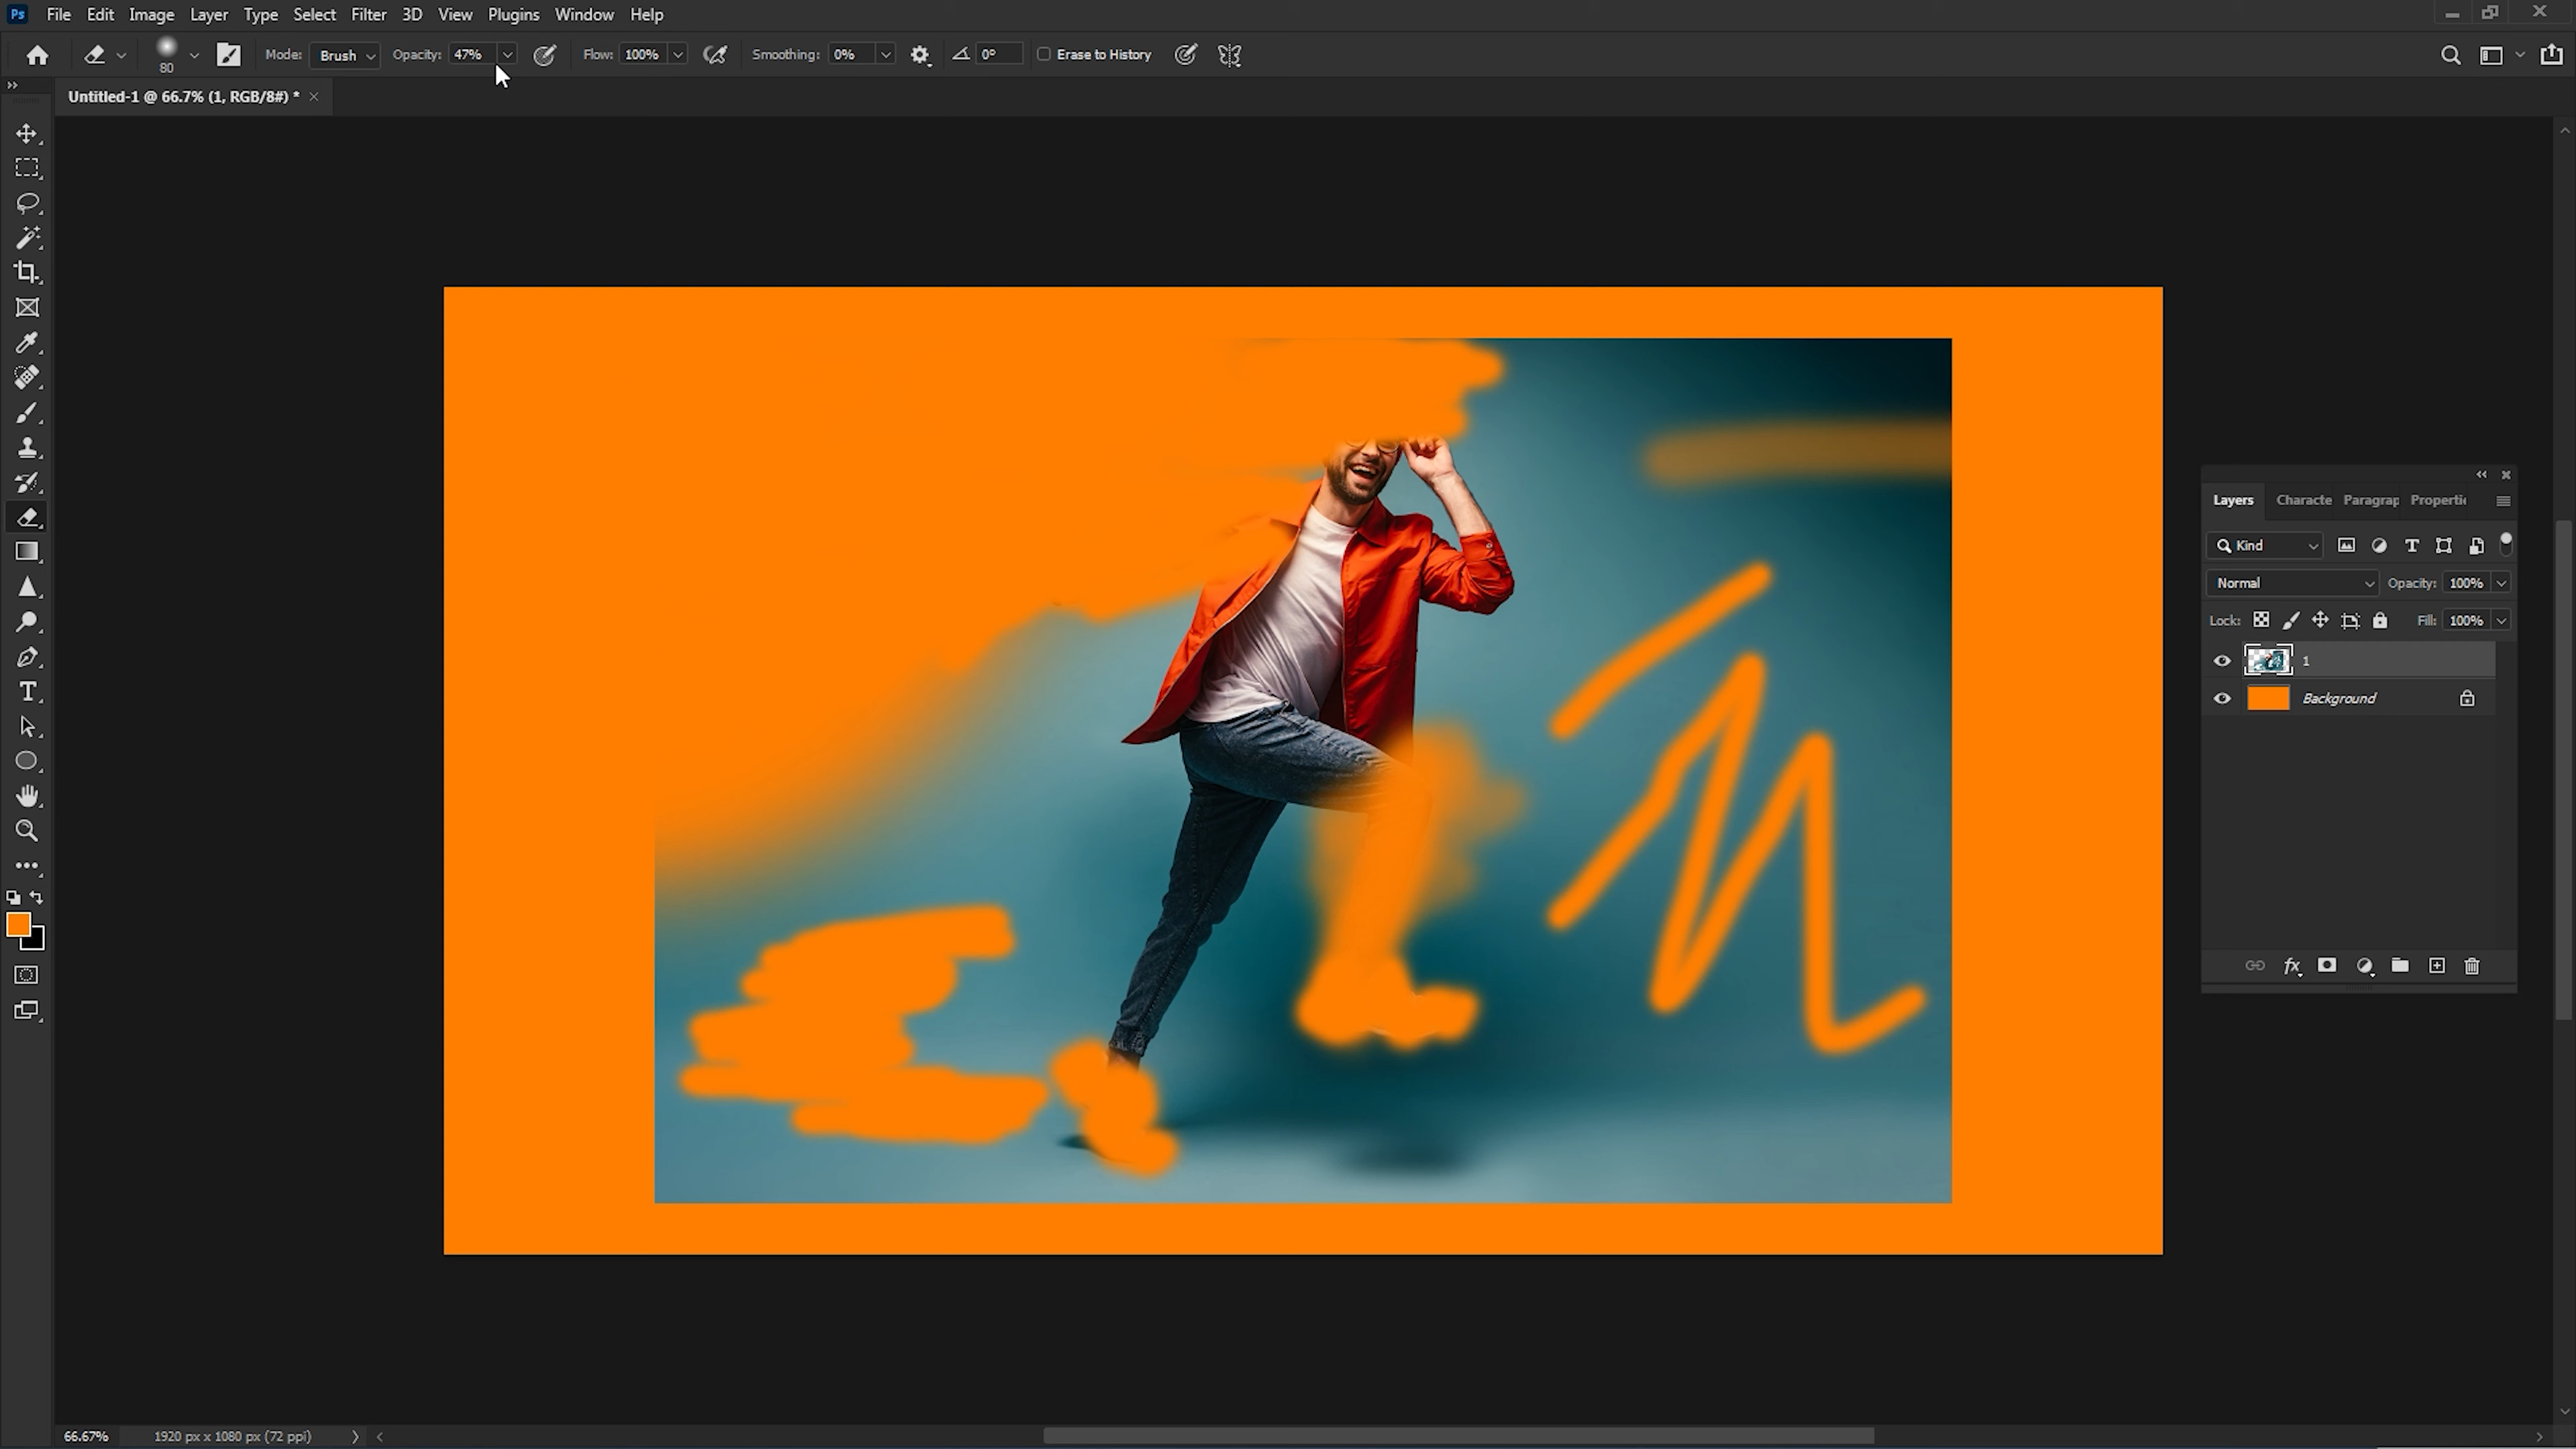 Ps File Edit Image Layer Type Select Filter 3D View Plugins Window Help
80 Mode: Brush Opacity: 47% Flow: 100% Smoothing: 0% 0° Erase to History
Untitled-1 @ 66.7% (1, RGB/8#) * ×
Layers Characte Paragrap Properti
Kind
Normal Opacity: 100%
Lock: Fill: 100%
1
Background
fx
66.67% 1920 px x 1080 px (72 ppi)